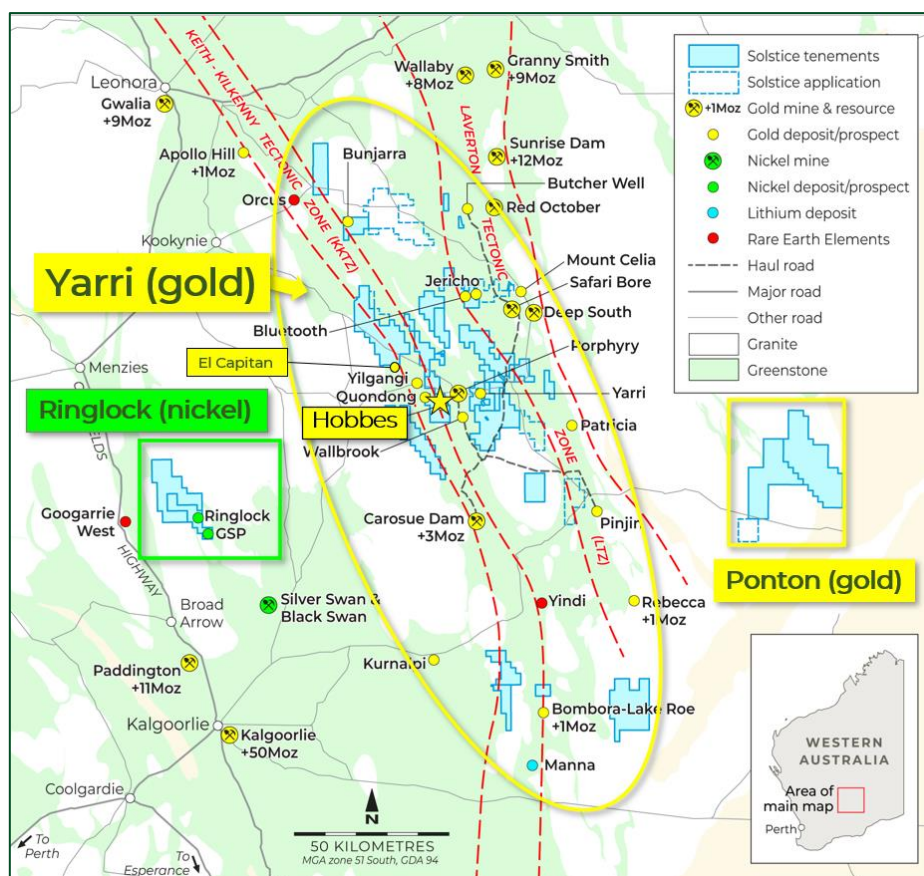 Leonora
Gwalia
+9Moz
Apollo Hill
+1Moz
Orcus
Kookynie
KEITH - KILKENNY TECTONIC ZONE (KKTZ)
Bunjarra
Wallaby
+8Moz
Granny Smith
+9Moz
LAVERTON TECTONIC ZONE (LTZ)
Sunrise Dam
+12Moz
Butcher Well
Red October
Mount Celia
Safari Bore
Jericho
Deep South
Yarri (gold)
Bluetooth
El Capitan
Porphyry
Yilgangi
Quondong
Yarri
Hobbes
Patricia
Wallbrook
Menzies
Ringlock (nickel)
GOLDFIELDS HIGHWAY
Ringlock
GSP
Googarrie
West
Carosue Dam
+3Moz
Pinjin
Ponton (gold)
Silver Swan &
Black Swan
Yindi
Rebecca
+1Moz
Broad
Arrow
Paddington
+11Moz
Kurnalpi
Bombora-Lake Roe
+1Moz
Kalgoorlie
Kalgoorlie
+50Moz
Manna
Coolgardie
To
Perth
To
Esperance
N
50 KILOMETRES
MGA zone 51 South, GDA 94
Solstice tenements
Solstice application
+1Moz Gold mine & resource
Gold deposit/prospect
Nickel mine
Nickel deposit/prospect
Lithium deposit
Rare Earth Elements
Haul road
Major road
Other road
Granite
Greenstone
WESTERN
AUSTRALIA
Area of
main map
Perth